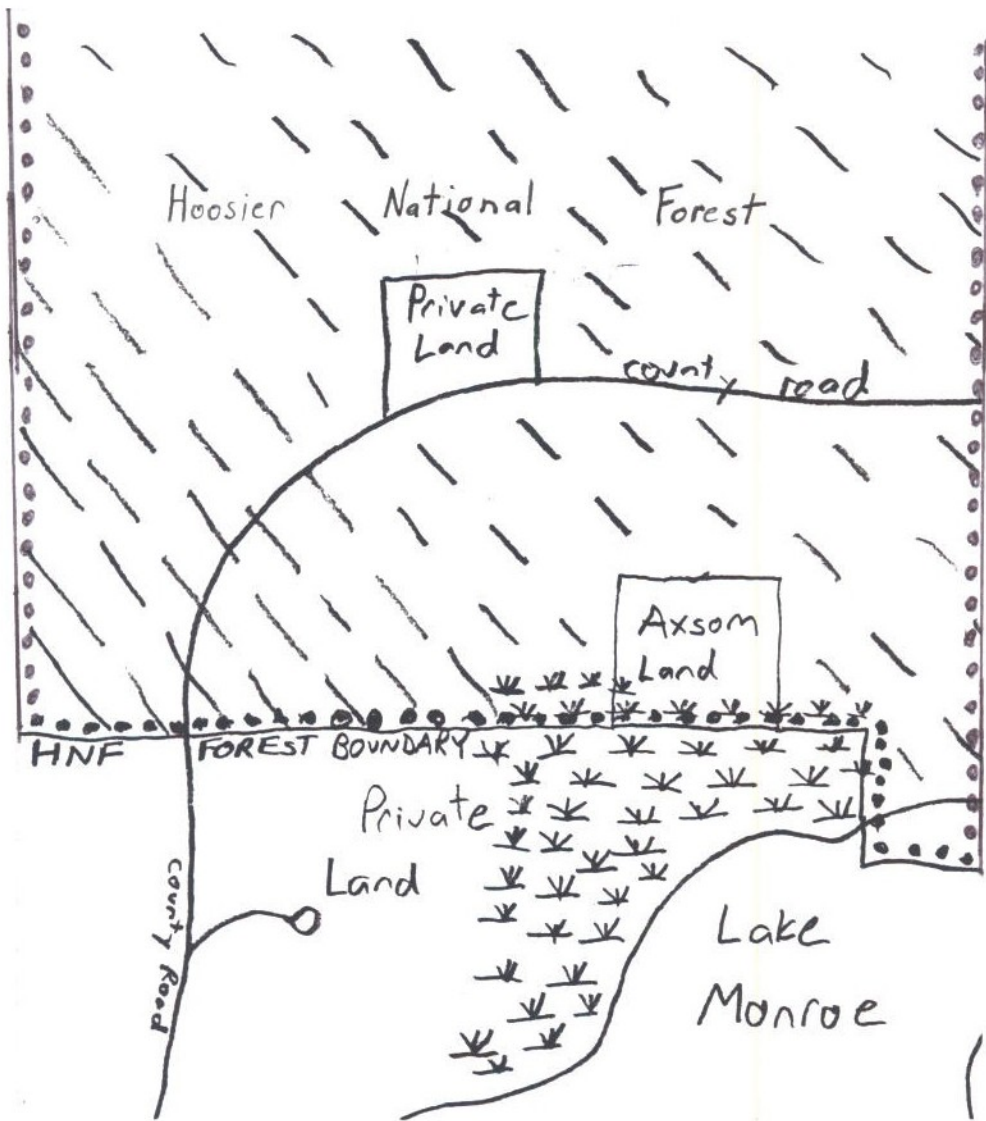 Hoosier National Forest
Private
Land
county road
Axsom
Land
HNF FOREST BOUNDARY
Private
Land
county Road
Lake
Monroe